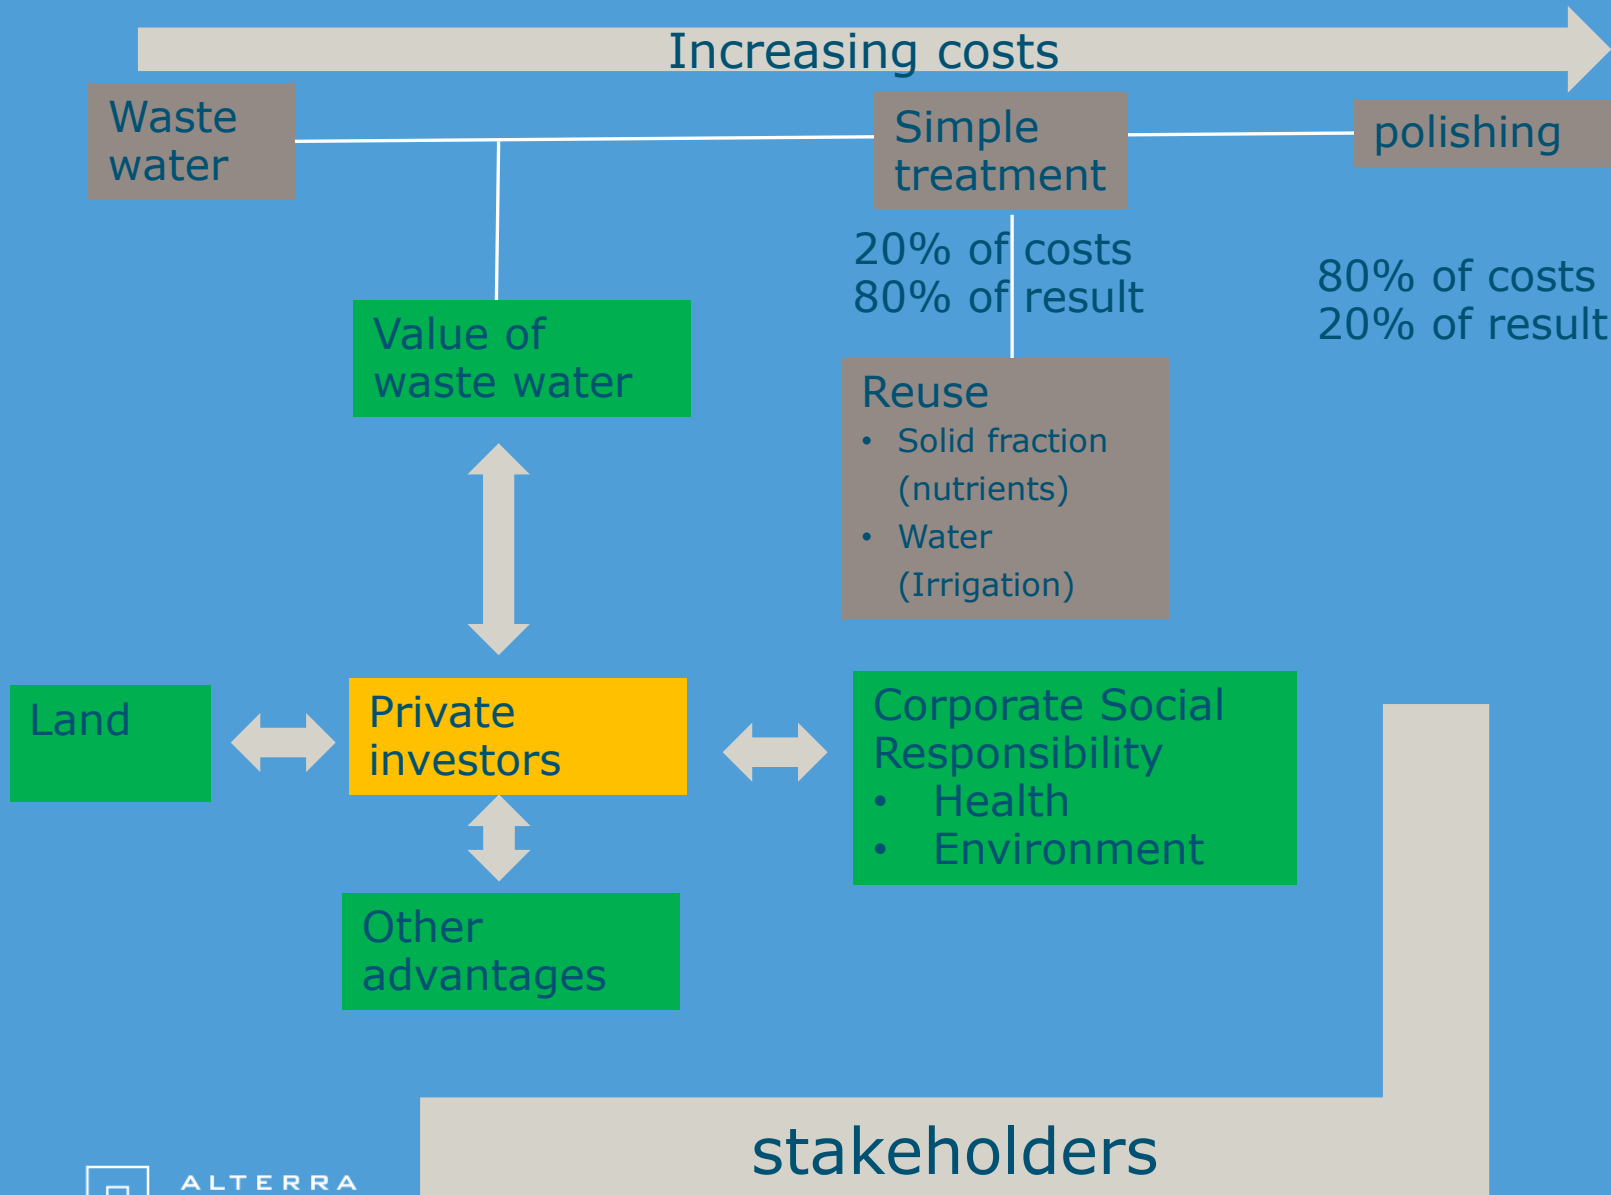 Increasing costs
Waste
water
Simple
treatment
polishing
20% of costs
80% of result
80% of costs
20% of result
Value of
waste water
Reuse
• Solid fraction
(nutrients)
• Water
(Irrigation)
Land
Private
investors
Corporate Social
Responsibility
• Health
• Environment
Other
advantages
stakeholders
ALTERRA